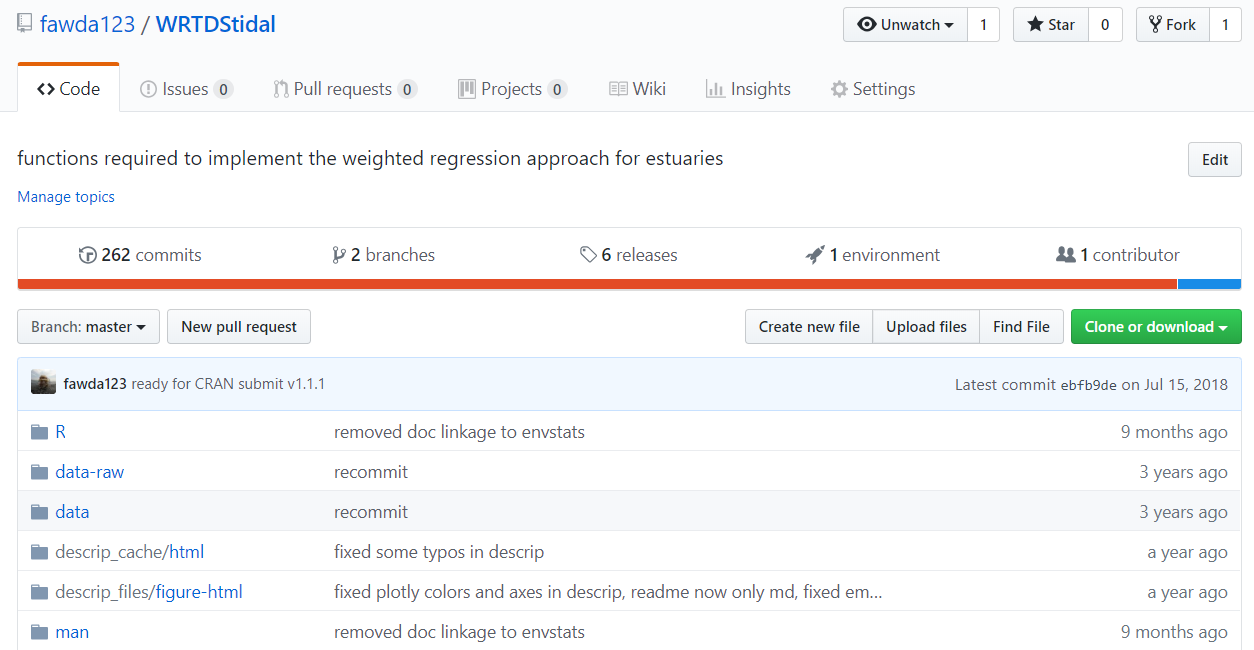 fawda123 / WRTDStidal
Unwatch 1 Star 0 Fork 1
Code Issues 0 Pull requests 0 Projects 0 Wiki Insights Settings
functions required to implement the weighted regression approach for estuaries
Edit
Manage topics
262 commits 2 branches 6 releases 1 environment 1 contributor
Branch: master New pull request Create new file Upload files Find File Clone or download
fawda123 ready for CRAN submit v1.1.1 Latest commit ebfb9de on Jul 15, 2018
R removed doc linkage to envstats 9 months ago
data-raw recommit 3 years ago
data recommit 3 years ago
descrip_cache/html fixed some typos in descrip a year ago
descrip_files/figure-html fixed plotly colors and axes in descrip, readme now only md, fixed em… a year ago
man removed doc linkage to envstats 9 months ago